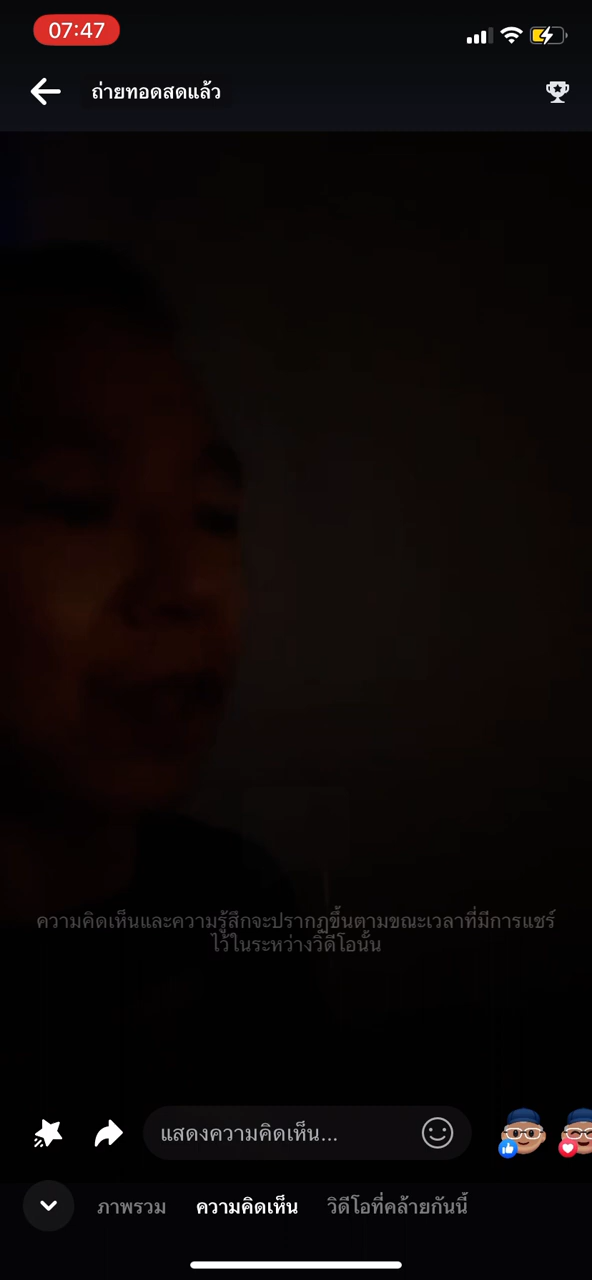 07:47
ถ่ายทอดสดแล้ว
ความคิดเห็นและความรู้สึกจะปรากฏขึ้นตามขณะเวลาที่มีการแชร์
ไว้ในระหว่างวิดีโอนั้น
แสดงความคิดเห็น...
ภาพรวม ความคิดเห็น วิดีโอที่คล้ายกันนี้